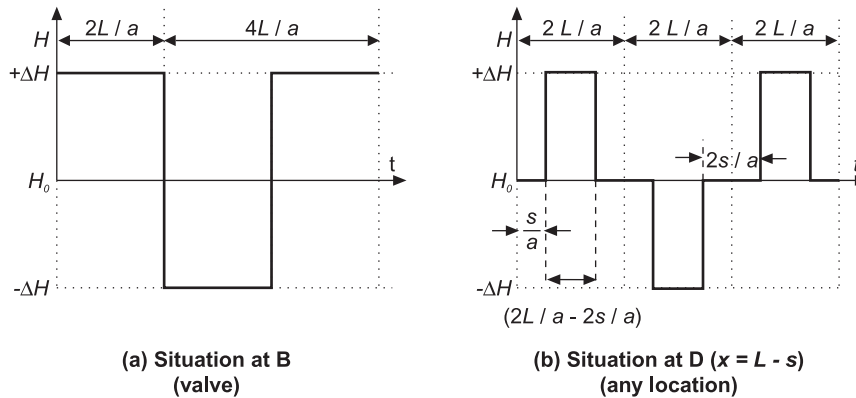 H
2L / a
4L / a
+ΔH
t
H₀
-ΔH
(a) Situation at B
(valve)
H
2 L / a
2 L / a
2 L / a
+ΔH
2s / a
t
H₀
s
a
-ΔH
(2L / a - 2s / a)
(b) Situation at D (x = L - s)
(any location)